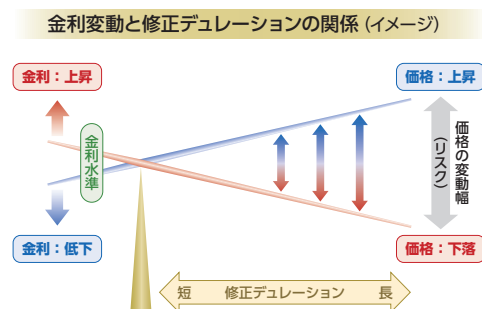 金利変動と修正デュレーションの関係（イメージ）
金利：上昇
価格：上昇
金利水準
価格の変動幅
（リスク）
金利：低下
価格：下落
短　修正デュレーション　長